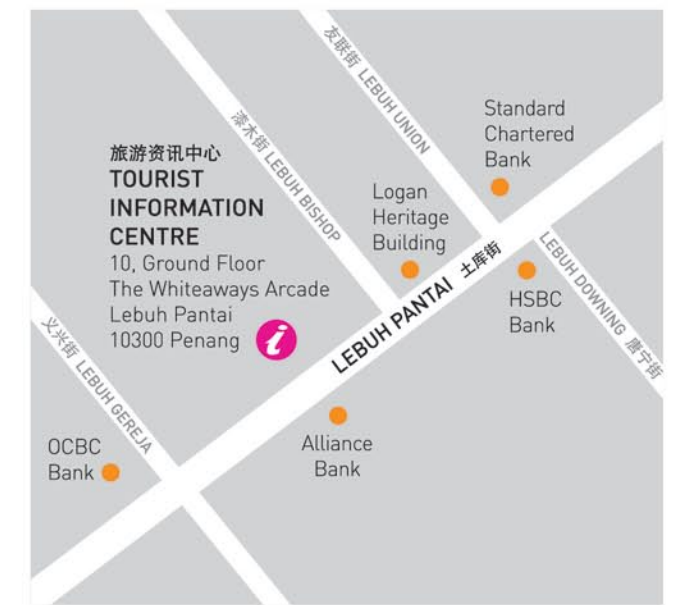 友联街 LEBUH UNION
漆木街 LEBUH BISHOP
Standard
Chartered
Bank
旅游资讯中心
TOURIST
INFORMATION
CENTRE
10, Ground Floor
The Whiteaways Arcade
Lebuh Pantai
10300 Penang
i
Logan
Heritage
Building
LEBUH PANTAI 土库街
HSBC
Bank
LEBUH DOWNING 唐宁街
义兴街 LEBUH GEREJA
OCBC
Bank
Alliance
Bank